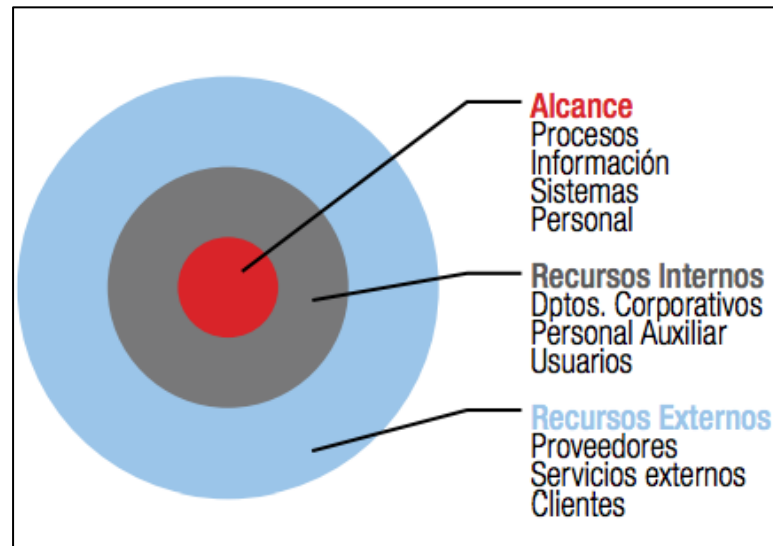 Alcance
Procesos
Información
Sistemas
Personal
Recursos Internos
Dptos. Corporativos
Personal Auxiliar
Usuarios
Recursos Externos
Proveedores
Servicios externos
Clientes